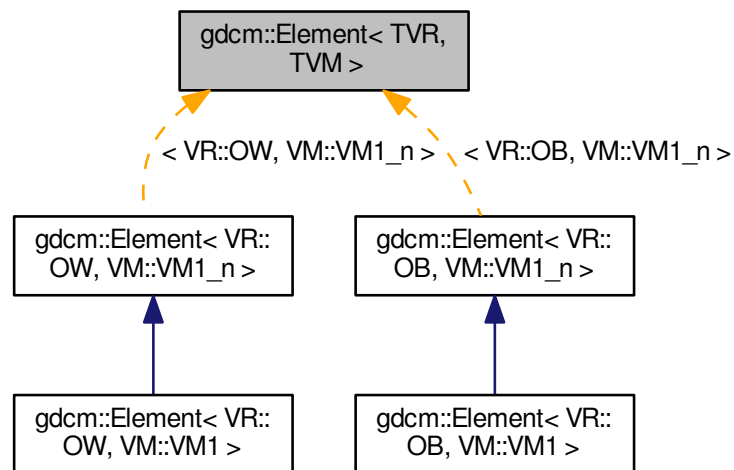 gdcm::Element< TVR,
TVM >
< VR::OW, VM::VM1_n >
< VR::OB, VM::VM1_n >
gdcm::Element< VR::
OW, VM::VM1_n >
gdcm::Element< VR::
OB, VM::VM1_n >
gdcm::Element< VR::
OW, VM::VM1 >
gdcm::Element< VR::
OB, VM::VM1 >